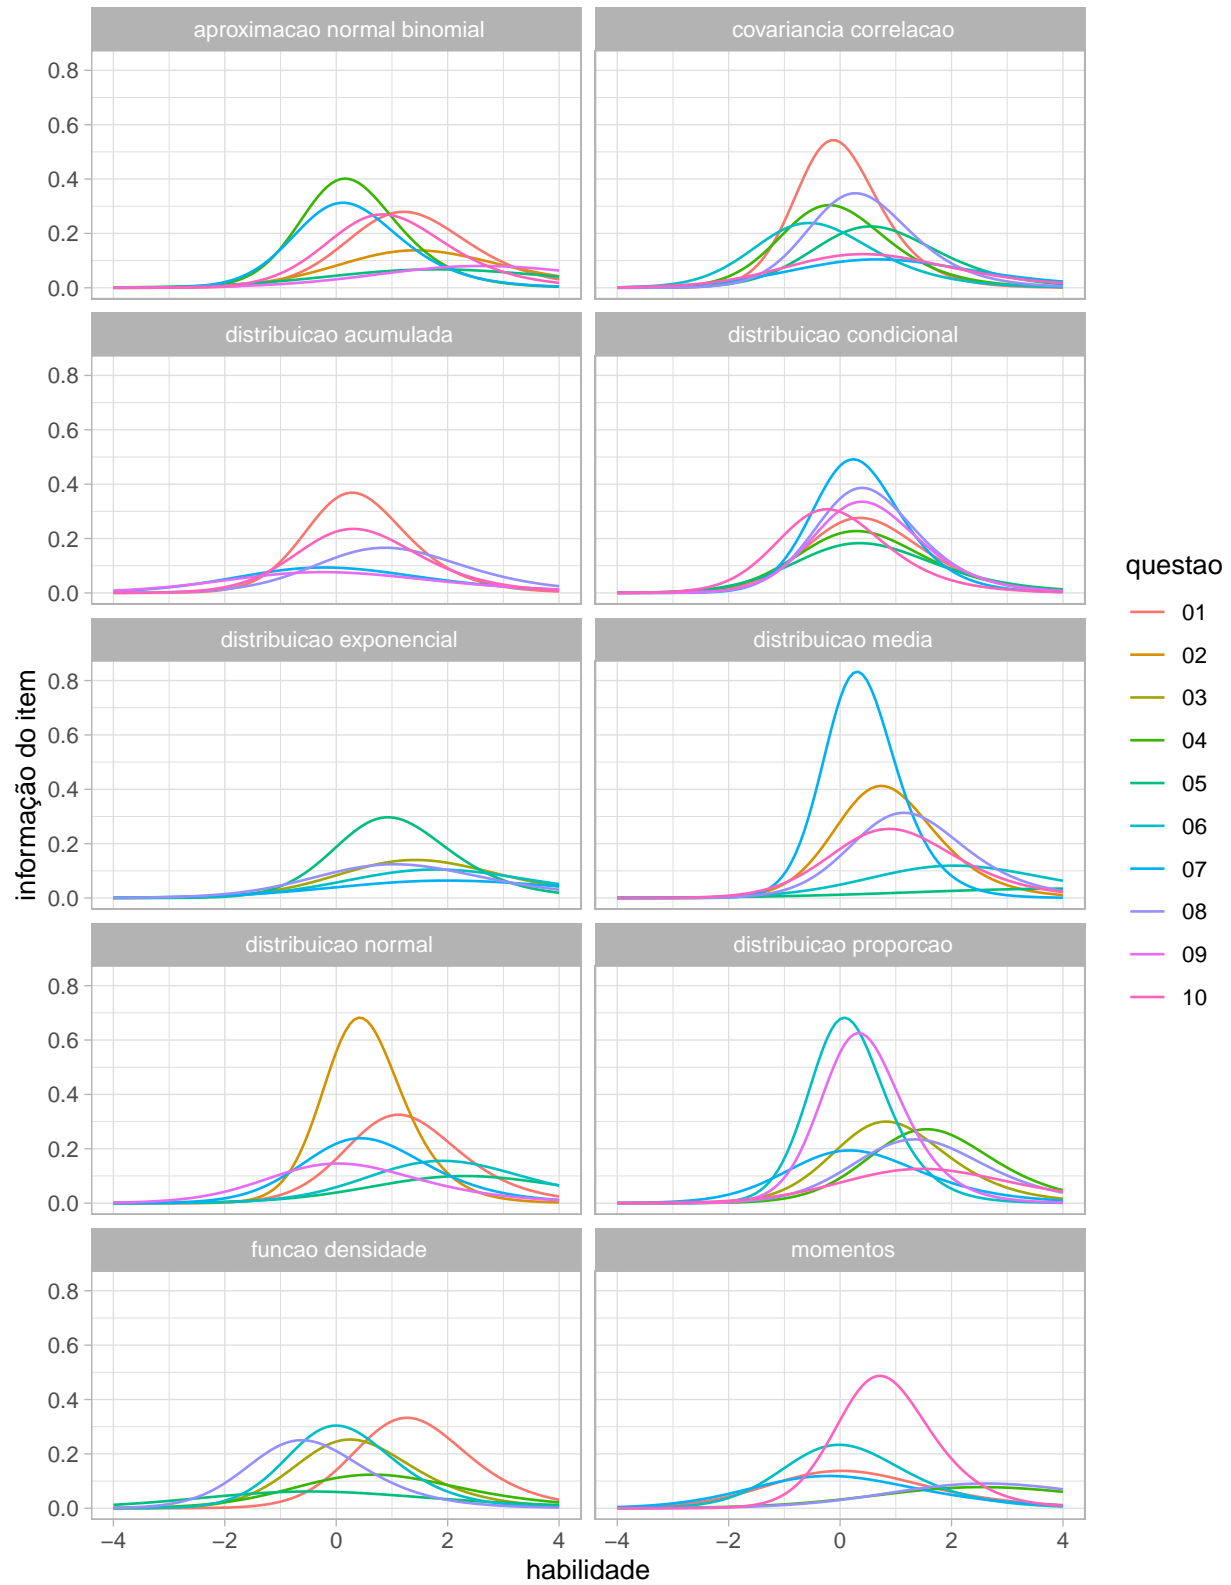 aproximacao normal binomial
covariancia correlacao
0.8
0.6
0.4
0.2
0.0
distribuicao acumulada
distribuicao condicional
0.8
0.6
0.4
0.2
0.0
distribuicao exponencial
distribuicao media
0.8
0.6
0.4
0.2
0.0
distribuicao normal
distribuicao proporcao
0.8
0.6
0.4
0.2
0.0
funcao densidade
momentos
0.8
0.6
0.4
0.2
0.0
−4 −2 0 2 4
−4 −2 0 2 4
habilidade
informação do item
questao
01
02
03
04
05
06
07
08
09
10